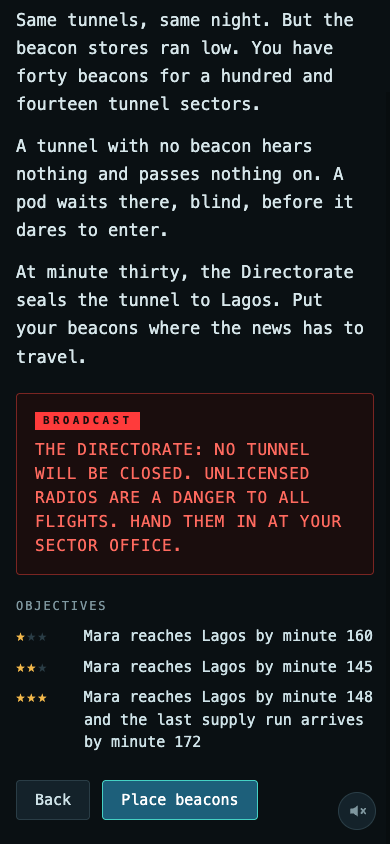 Same tunnels, same night. But the
beacon stores ran low. You have
forty beacons for a hundred and
fourteen tunnel sectors.
A tunnel with no beacon hears
nothing and passes nothing on. A
pod waits there, blind, before it
dares to enter.
At minute thirty, the Directorate
seals the tunnel to Lagos. Put
your beacons where the news has to
travel.
BROADCAST
THE DIRECTORATE: NO TUNNEL
WILL BE CLOSED. UNLICENSED
RADIOS ARE A DANGER TO ALL
FLIGHTS. HAND THEM IN AT YOUR
SECTOR OFFICE.
OBJECTIVES
★★★ Mara reaches Lagos by minute 160
★★★ Mara reaches Lagos by minute 145
★★★ Mara reaches Lagos by minute 148
and the last supply run arrives
by minute 172
Back
Place beacons